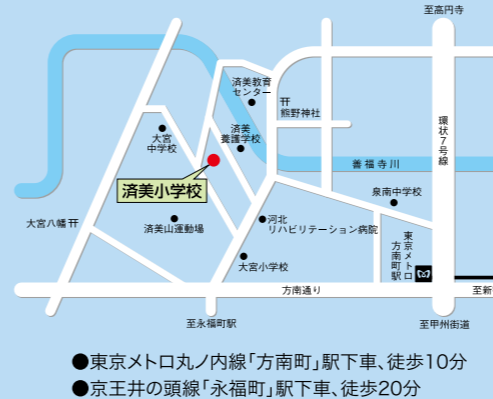 至高円寺
済美教育
センター
熊野神社
環状7号線
大宮
中学校
済美
養護学校
善福寺川
済美小学校
泉南中学校
大宮八幡
済美山運動場
河北
リハビリテーション病院
東京メトロ
方南町駅
大宮小学校
方南通り
至新
至永福町駅
至甲州街道
●東京メトロ丸ノ内線「方南町」駅下車、徒歩10分
●京王井の頭線「永福町」駅下車、徒歩20分